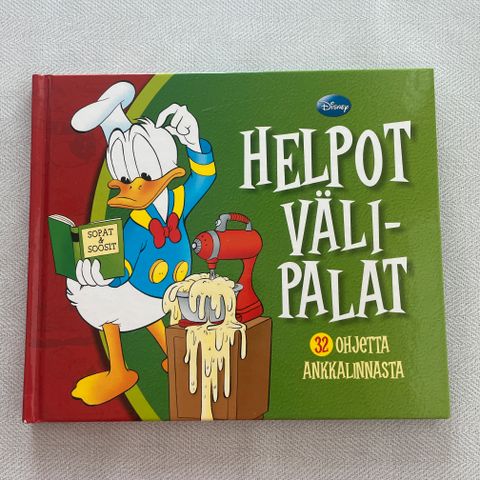 Disney
HELPOT
VÄLI-
PALAT
32 OHJETTA
ANKKALINNASTA
SOPAT
&
SOOSIT